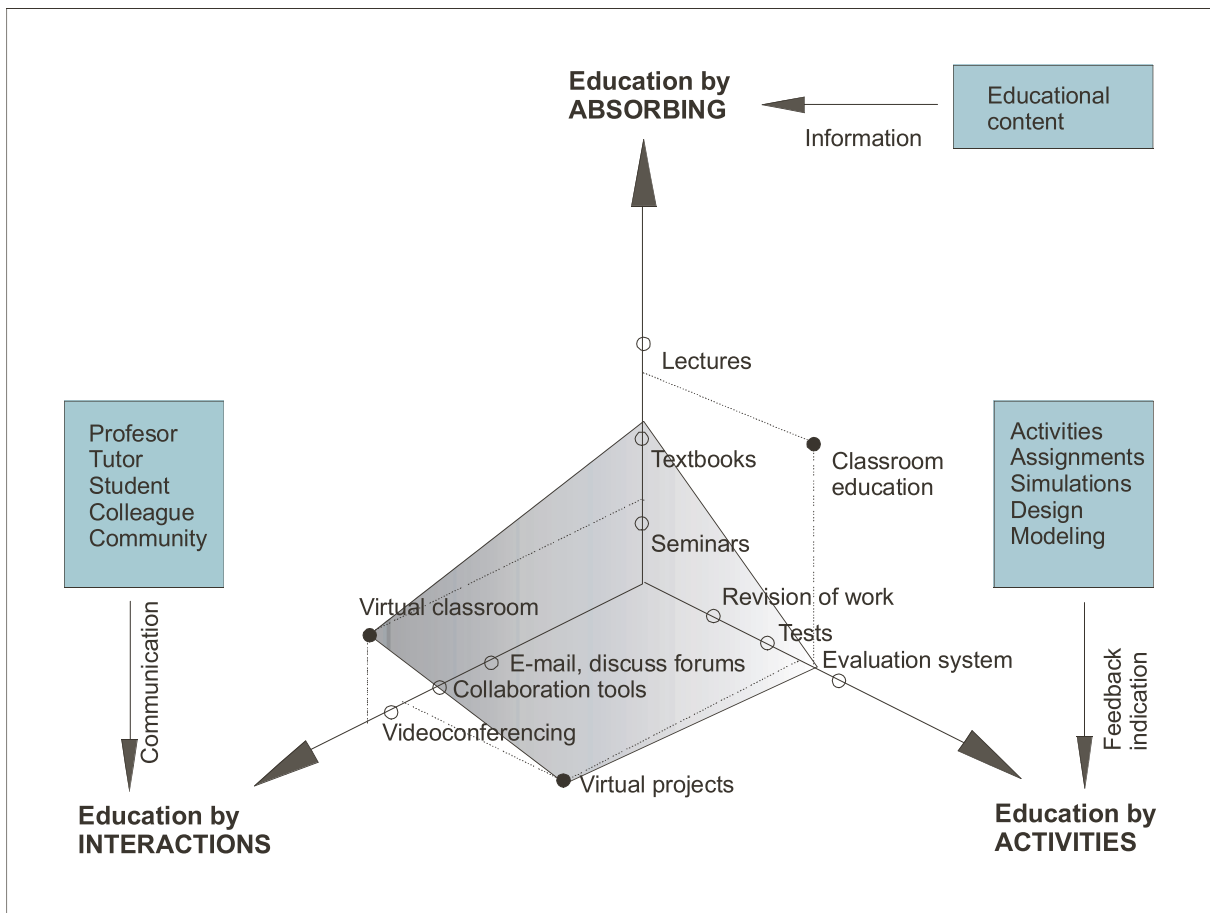 Education by
ABSORBING
Educational
content
Information
Lectures
Profesor
Tutor
Student
Colleague
Community
Activities
Assignments
Simulations
Design
Modeling
Textbooks
Classroom
education
Seminars
Revision of work
Virtual classroom
Tests
E-mail, discuss forums
Evaluation system
Collaboration tools
Communication
Feedback
indication
Videoconferencing
Virtual projects
Education by
INTERACTIONS
Education by
ACTIVITIES